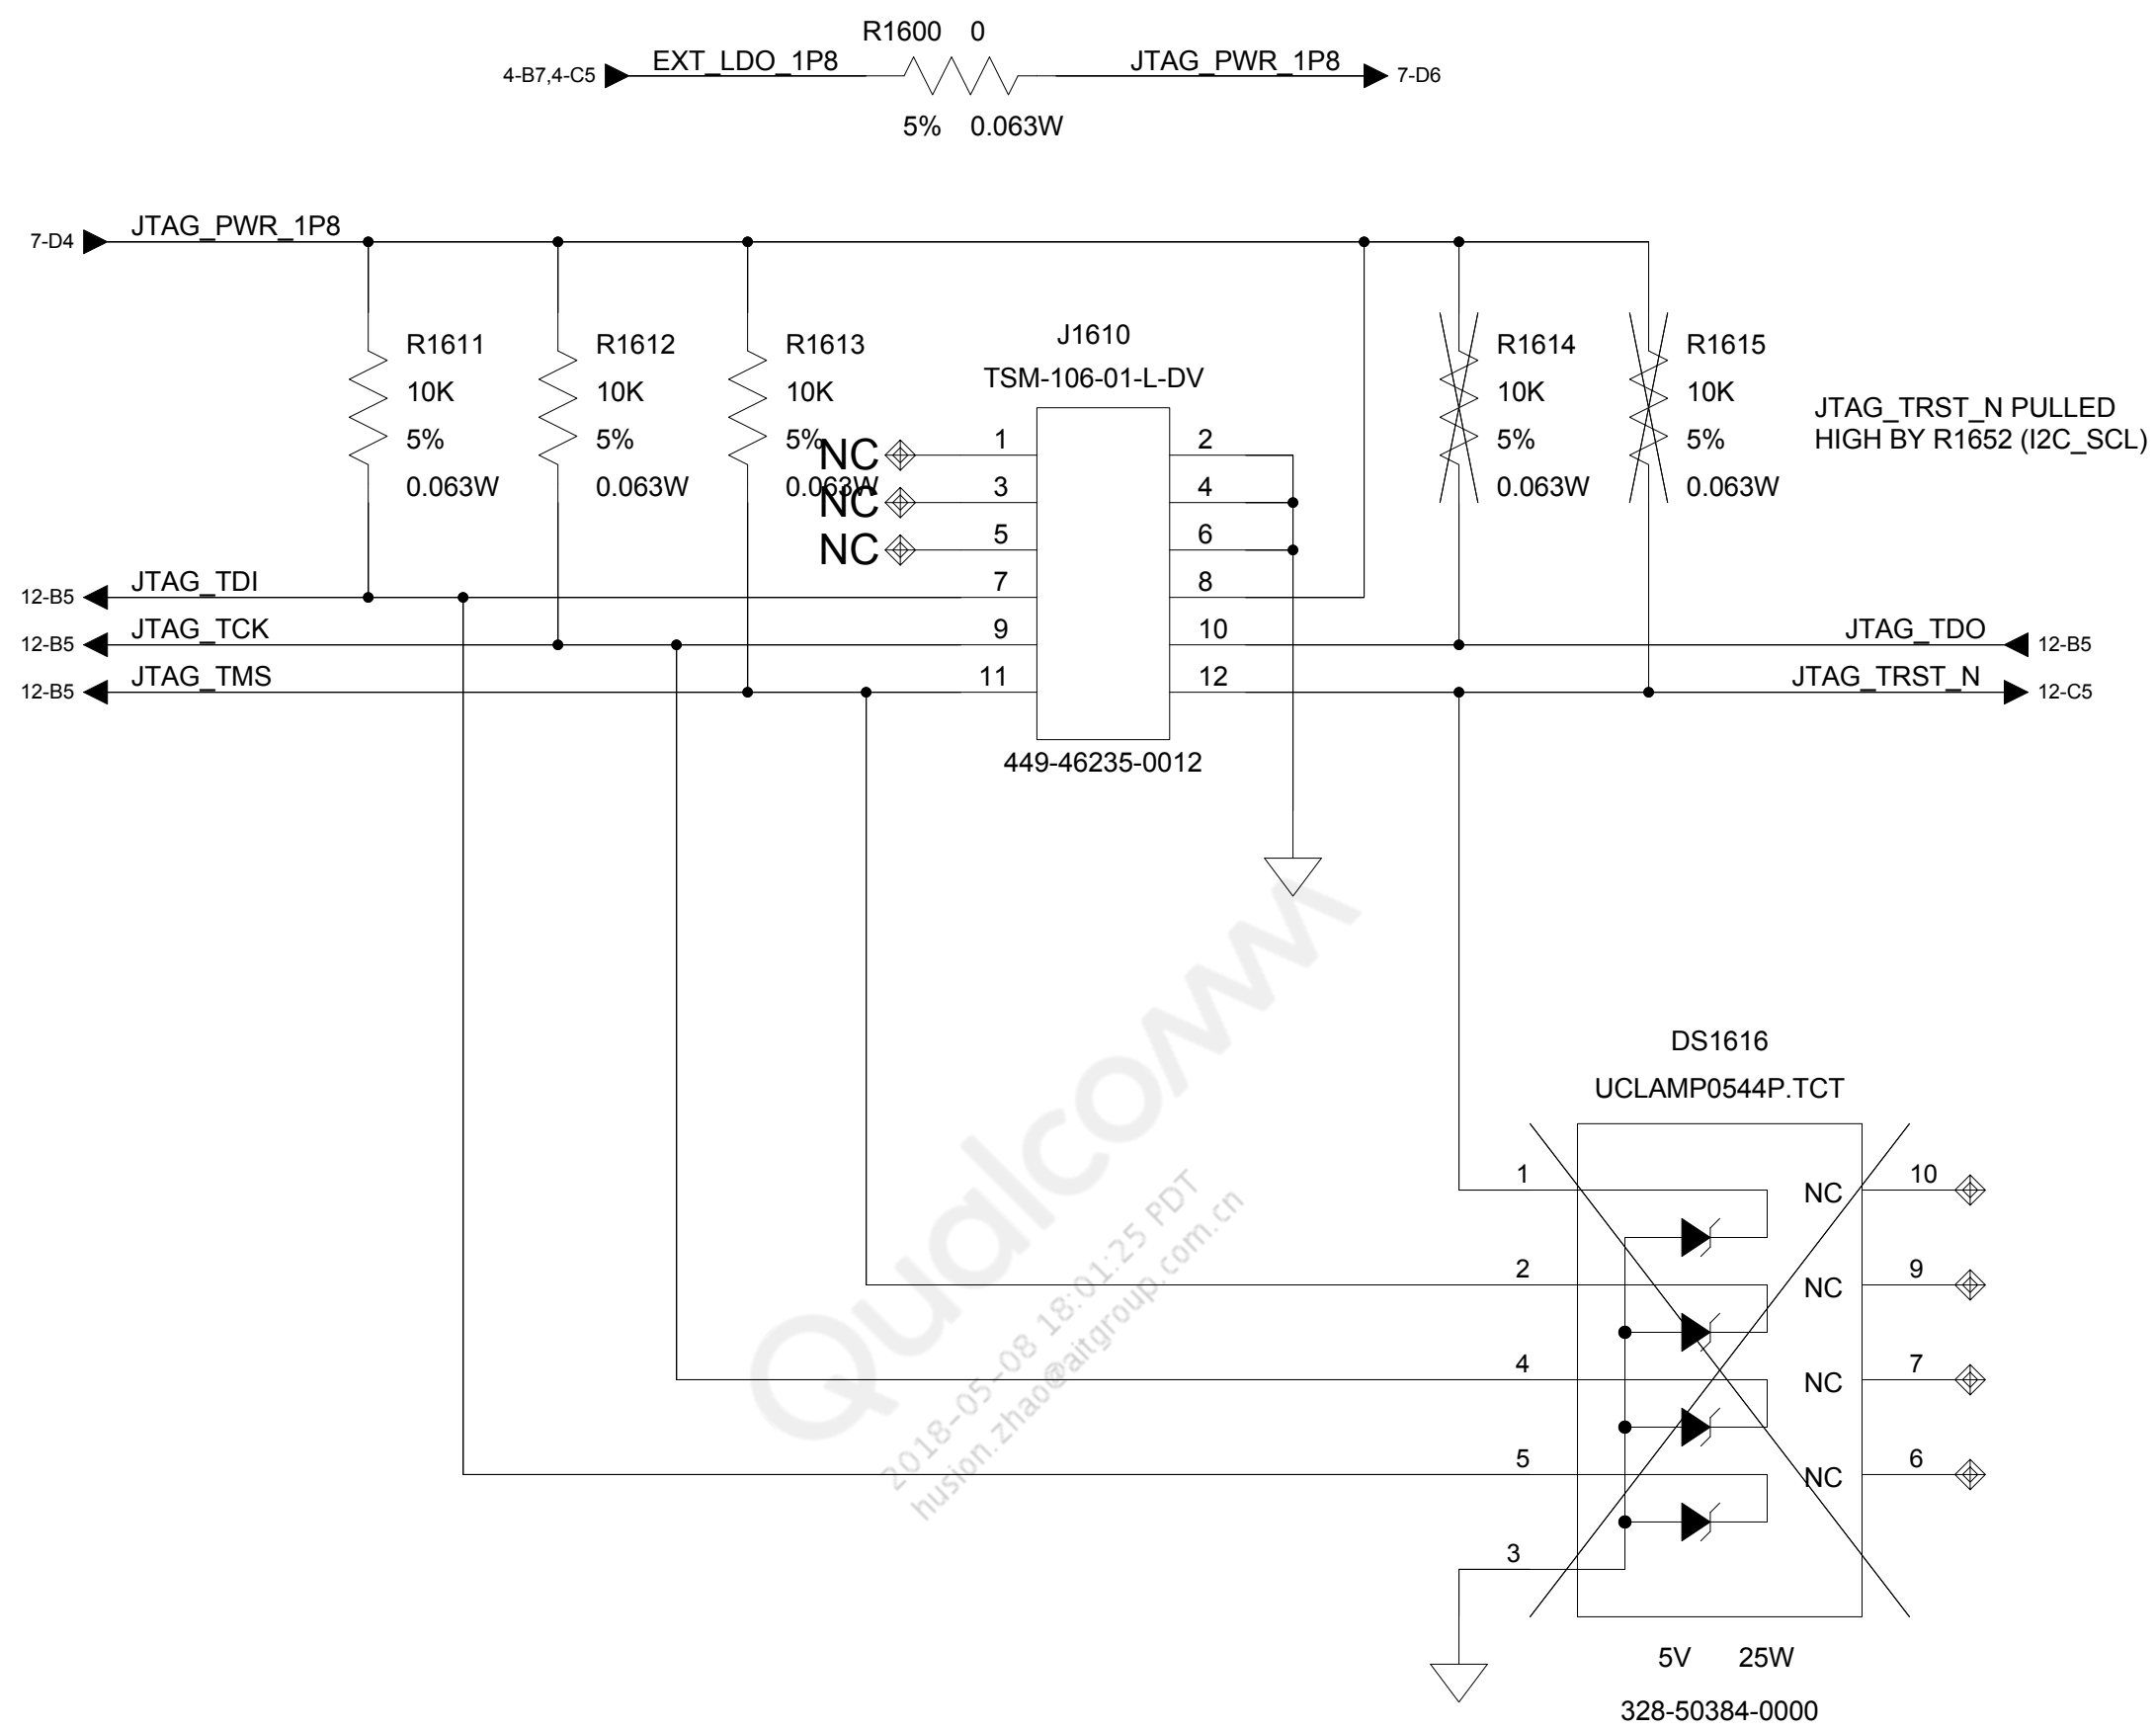 R1600 0
4-B7,4-C5 EXT_LDO_1P8 JTAG_PWR_1P8 7-D6
5% 0.063W
7-D4 JTAG_PWR_1P8
R1611
10K
5%
0.063W
R1612
10K
5%
0.063W
R1613
10K
5%
0.063W
J1610
TSM-106-01-L-DV
NC 1 2
NC 3 4
NC 5 6
7 8
9 10
11 12
449-46235-0012
R1614
10K
5%
0.063W
R1615
10K
5%
0.063W
JTAG_TRST_N PULLED
HIGH BY R1652 (I2C_SCL)
12-B5 JTAG_TDI
12-B5 JTAG_TCK
12-B5 JTAG_TMS
JTAG_TDO 12-B5
JTAG_TRST_N 12-C5
Qualcomm
2018-05-08 18:01:25 PDT
husion.zhao@aitgroup.com.cn
DS1616
UCLAMP0544P.TCT
1 NC 10
2 NC 9
4 NC 7
5 NC 6
3
5V 25W
328-50384-0000